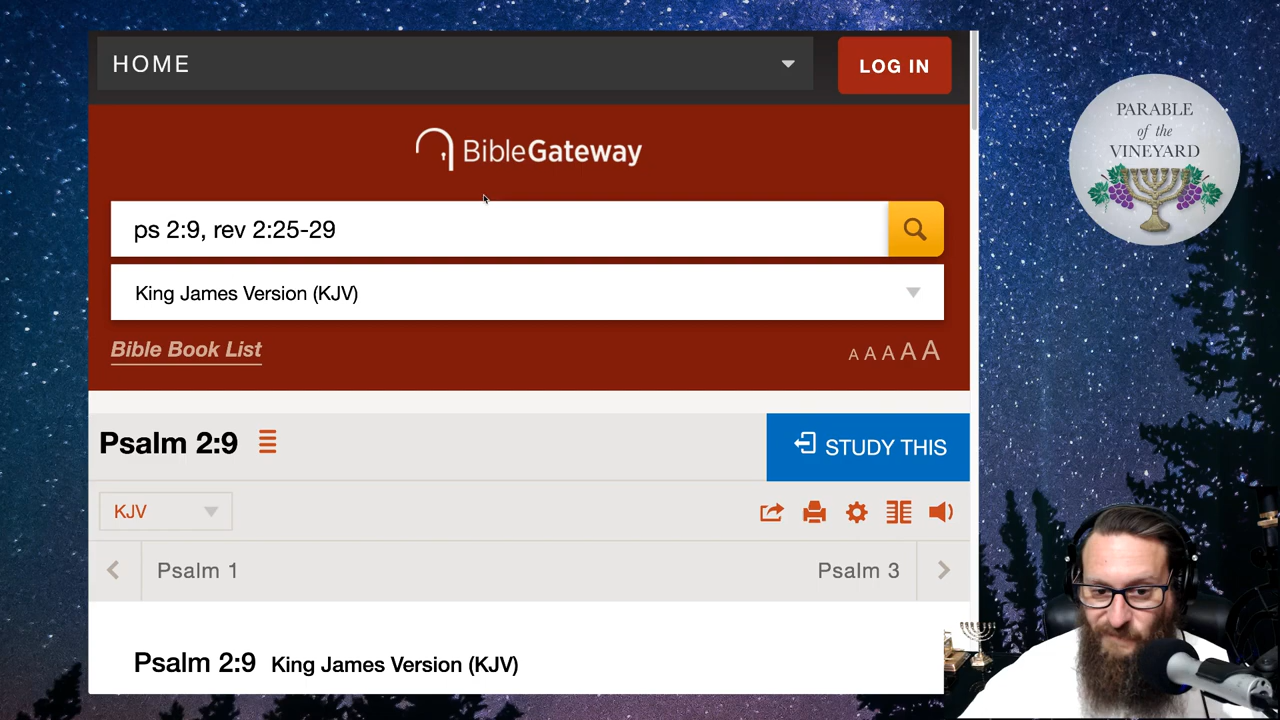 HOME
LOG IN
BibleGateway
ps 2:9, rev 2:25-29
King James Version (KJV)
Bible Book List
A A A A A
Psalm 2:9
STUDY THIS
KJV
Psalm 1
Psalm 3
Psalm 2:9 King James Version (KJV)
PARABLE
of the
VINEYARD